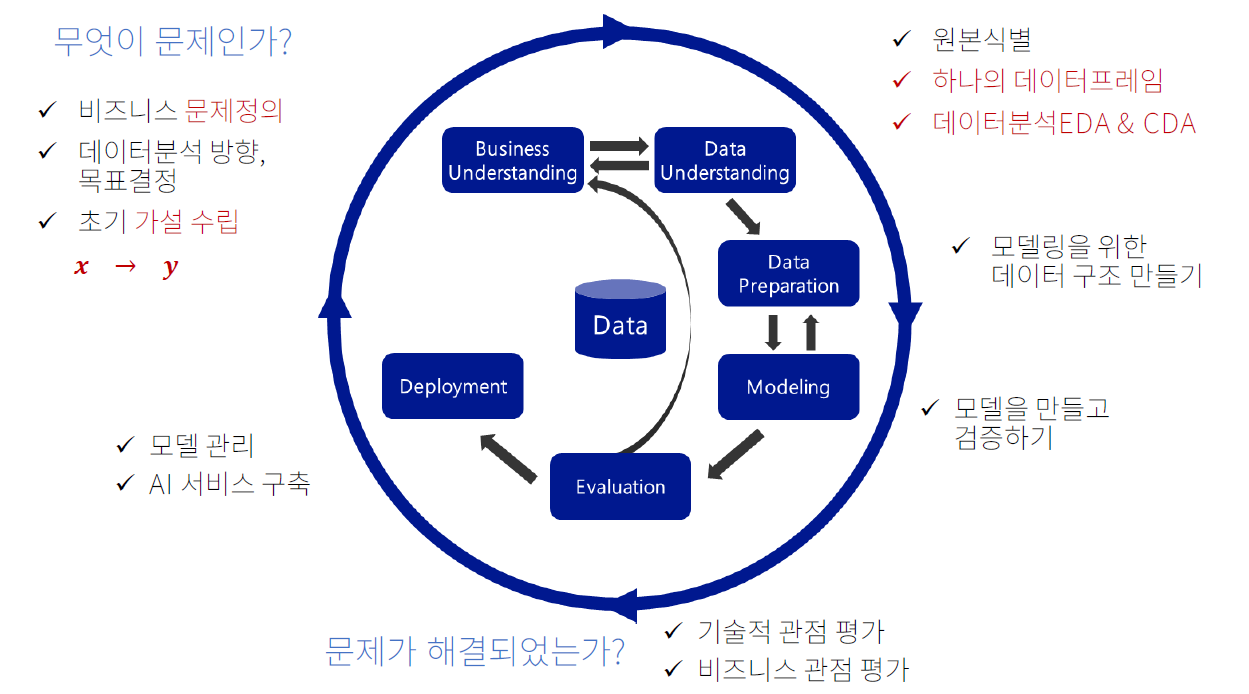 무엇이 문제인가?
✓ 비즈니스 문제정의
✓ 데이터분석 방향,
목표결정
✓ 초기 가설 수립
x → y
✓ 원본식별
✓ 하나의 데이터프레임
✓ 데이터분석EDA & CDA
Business
Understanding
Data
Understanding
Data
Preparation
✓ 모델링을 위한
데이터 구조 만들기
Data
Modeling
✓ 모델을 만들고
검증하기
Deployment
✓ 모델 관리
✓ AI 서비스 구축
Evaluation
문제가 해결되었는가?
✓ 기술적 관점 평가
✓ 비즈니스 관점 평가